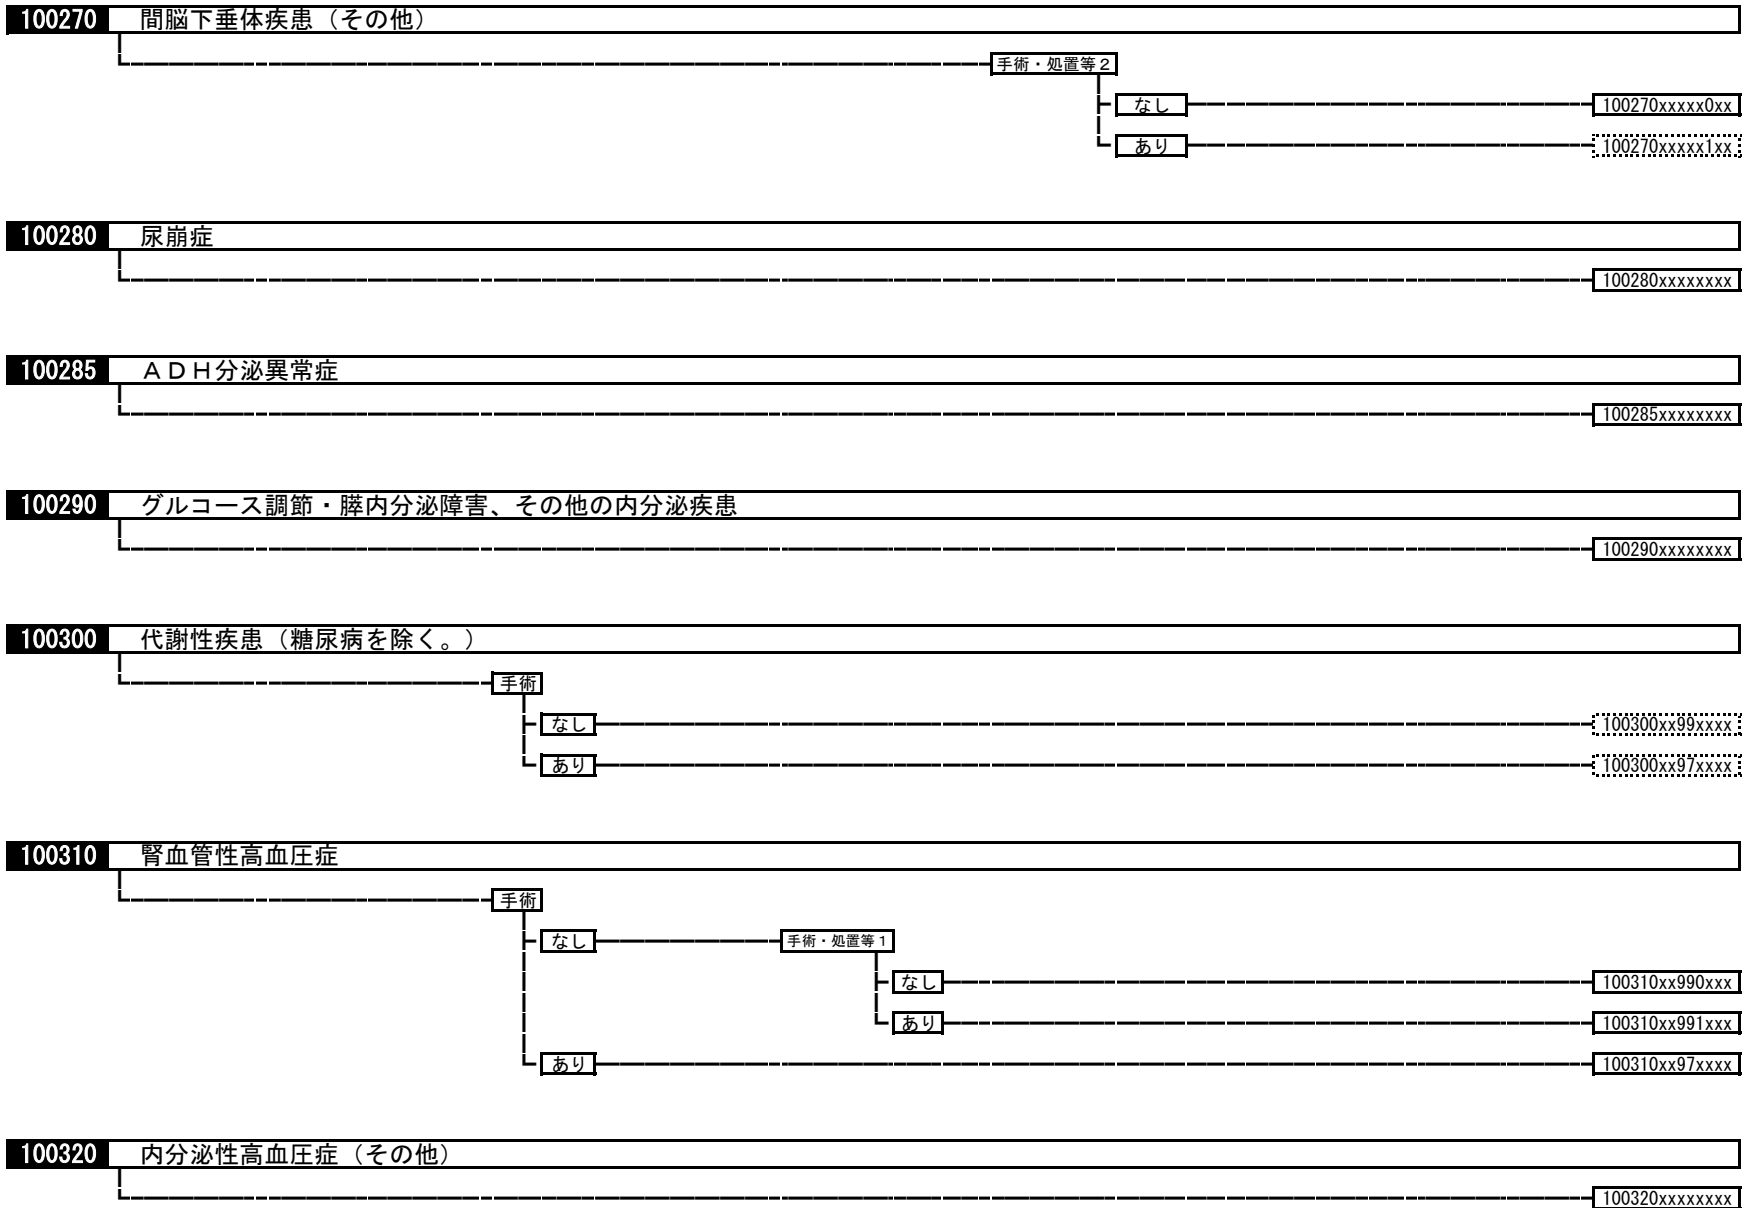 100270 間脳下垂体疾患（その他）
手術・処置等２
なし 100270xxxxx0xx
あり 100270xxxxx1xx
100280 尿崩症
100280xxxxxxxx
100285 ＡＤＨ分泌異常症
100285xxxxxxxx
100290 グルコース調節・膵内分泌障害、その他の内分泌疾患
100290xxxxxxxx
100300 代謝性疾患（糖尿病を除く。）
手術
なし 100300xx99xxxx
あり 100300xx97xxxx
100310 腎血管性高血圧症
手術
なし 手術・処置等１
なし 100310xx990xxx
あり 100310xx991xxx
あり 100310xx97xxxx
100320 内分泌性高血圧症（その他）
100320xxxxxxxx